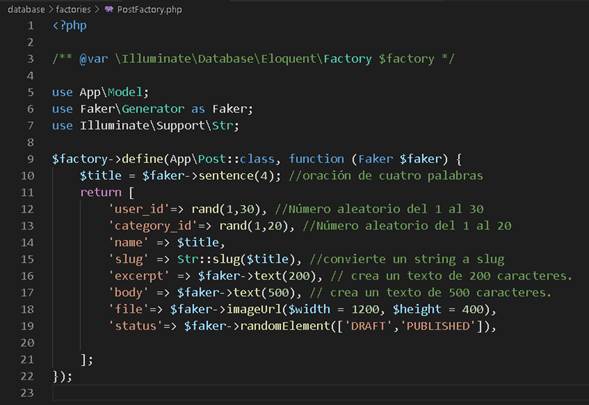 database > factories > PostFactory.php
1 <?php
2
3 /** @var \Illuminate\Database\Eloquent\Factory $factory */
4
5 use App\Model;
6 use Faker\Generator as Faker;
7 use Illuminate\Support\Str;
8
9 $factory->define(App\Post::class, function (Faker $faker) {
10     $title = $faker->sentence(4); //oración de cuatro palabras
11     return [
12         'user_id'=> rand(1,30), //Número aleatorio del 1 al 30
13         'category_id'=> rand(1,20), //Número aleatorio del 1 al 20
14         'name' => $title,
15         'slug' => Str::slug($title), //convierte un string a slug
16         'excerpt' => $faker->text(200), // crea un texto de 200 caracteres.
17         'body' => $faker->text(500), // crea un texto de 500 caracteres.
18         'file'=> $faker->imageUrl($width = 1200, $height = 400),
19         'status'=> $faker->randomElement(['DRAFT','PUBLISHED']),
20
21     ];
22 });
23